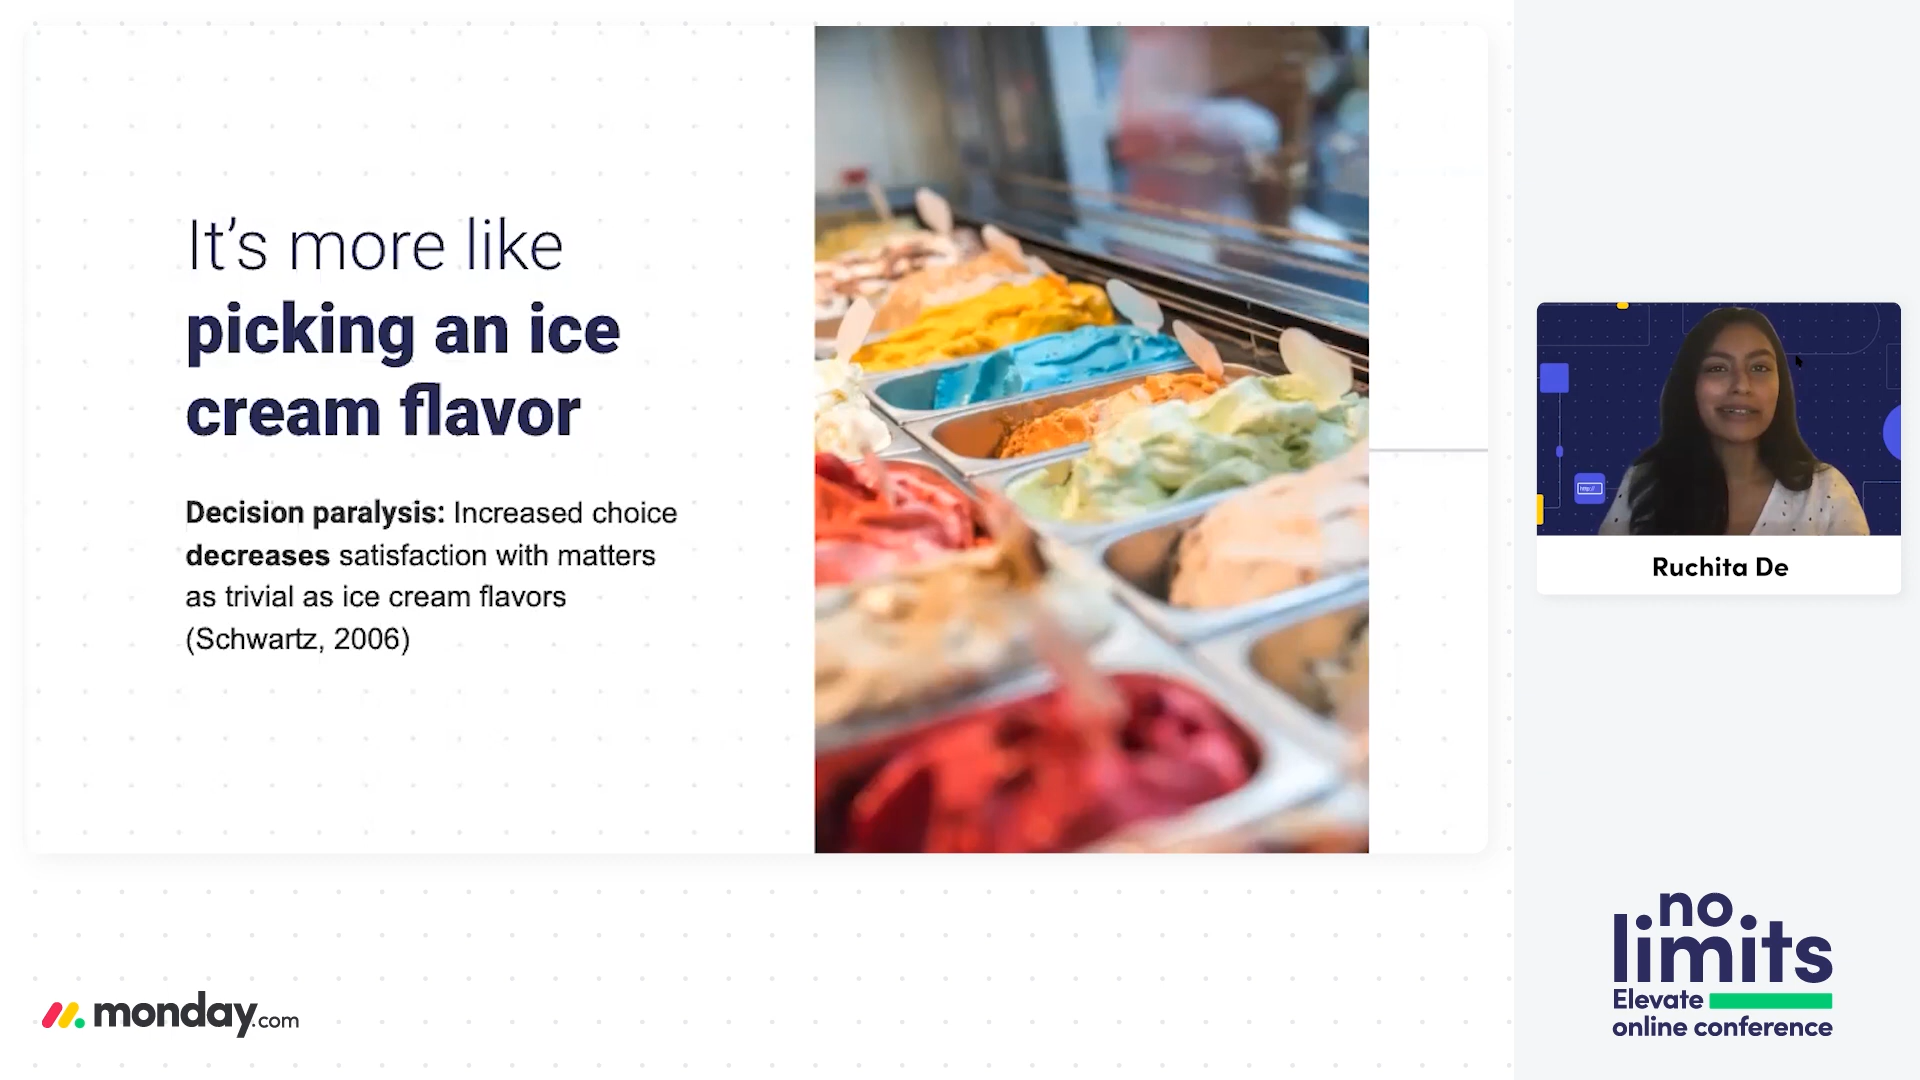 It's more like
picking an ice
cream flavor
Decision paralysis: Increased choice
decreases satisfaction with matters
as trivial as ice cream flavors
(Schwartz, 2006)
http://
Ruchita De
monday.com
no
limits
Elevate
online conference